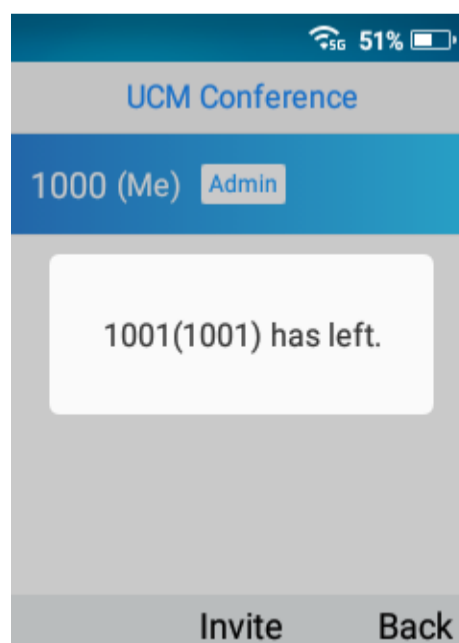 5G 51%
UCM Conference
1000 (Me) Admin
1001(1001) has left.
Invite Back